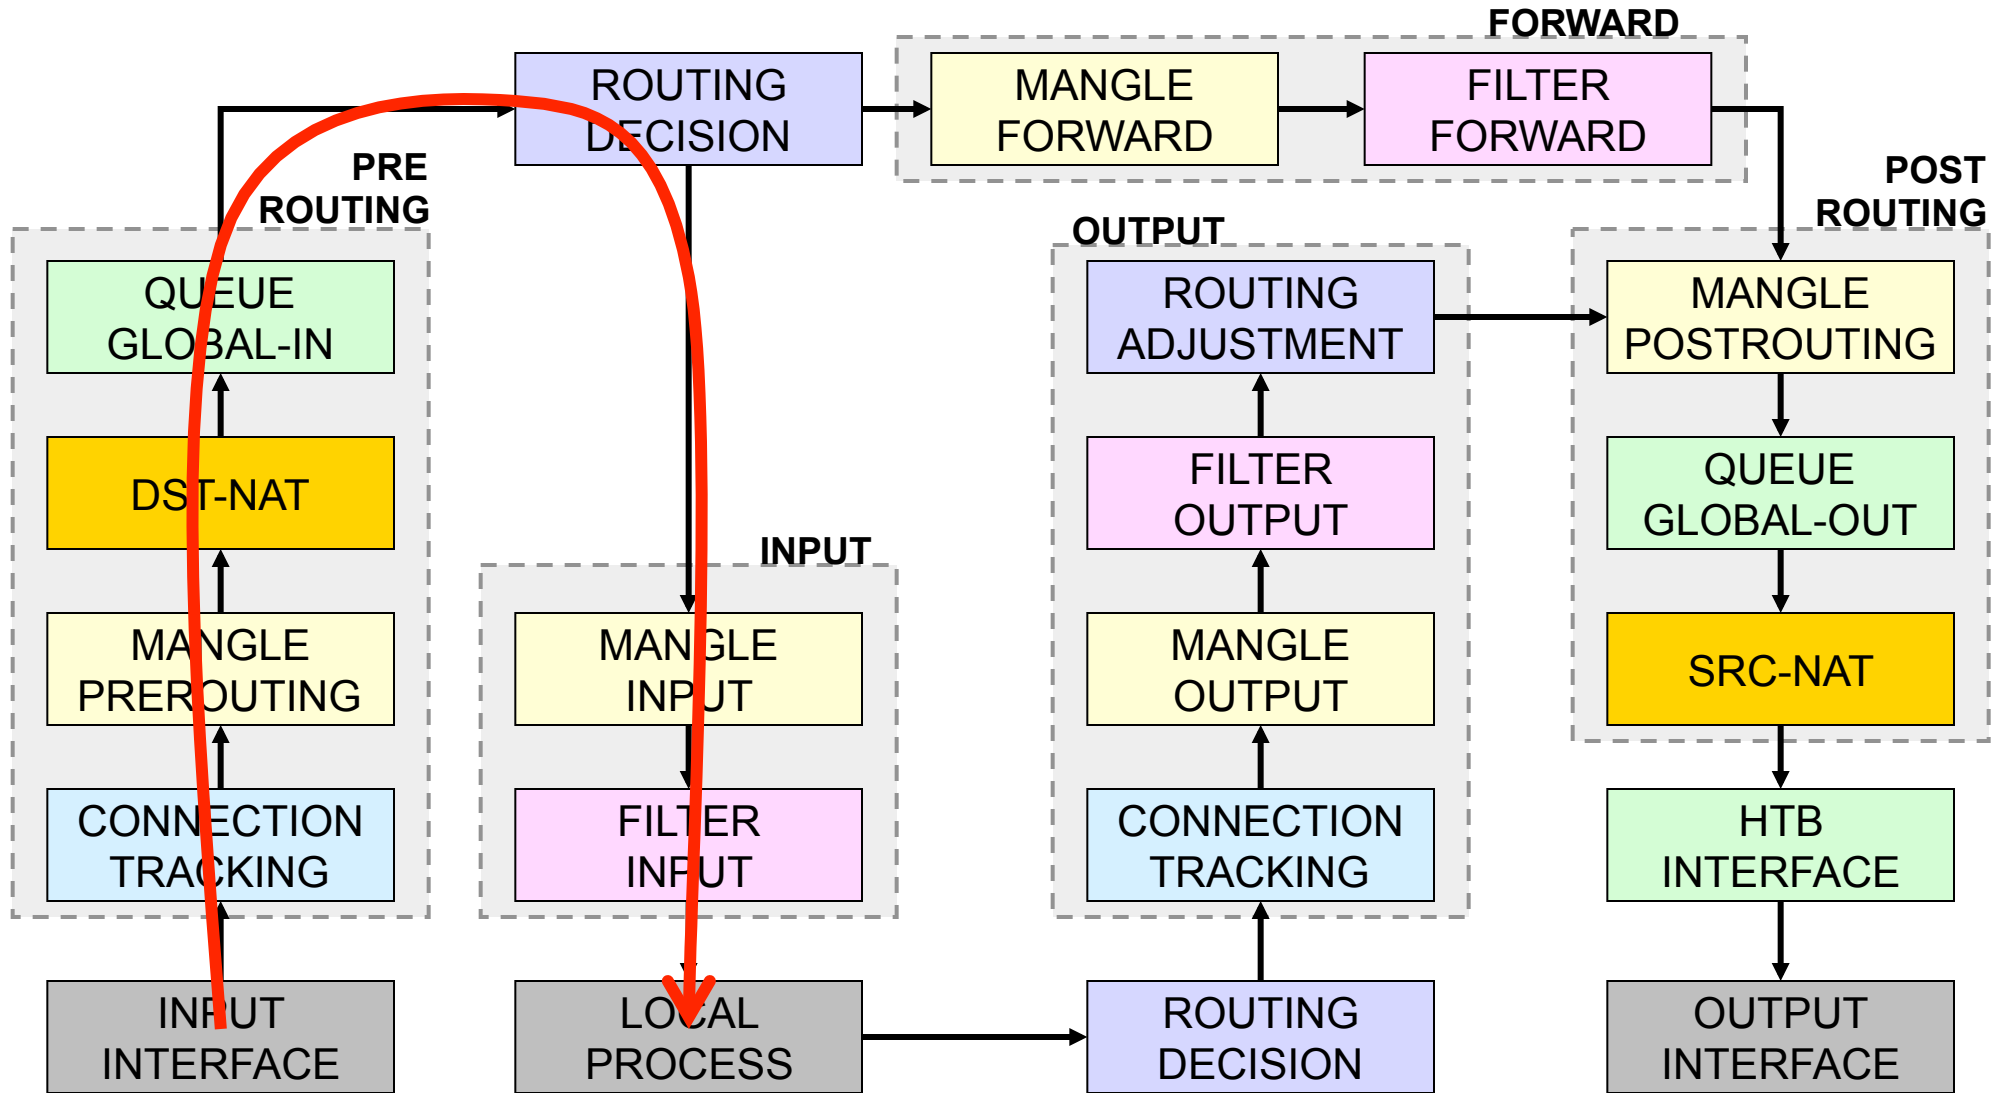 FORWARD
ROUTING
DECISION
MANGLE
FORWARD
FILTER
FORWARD
PRE
ROUTING
QUEUE
GLOBAL-IN
DST-NAT
MANGLE
PREROUTING
CONNECTION
TRACKING
INPUT
INTERFACE
INPUT
MANGLE
INPUT
FILTER
INPUT
LOCAL
PROCESS
OUTPUT
ROUTING
ADJUSTMENT
FILTER
OUTPUT
MANGLE
OUTPUT
CONNECTION
TRACKING
ROUTING
DECISION
POST
ROUTING
MANGLE
POSTROUTING
QUEUE
GLOBAL-OUT
SRC-NAT
HTB
INTERFACE
OUTPUT
INTERFACE